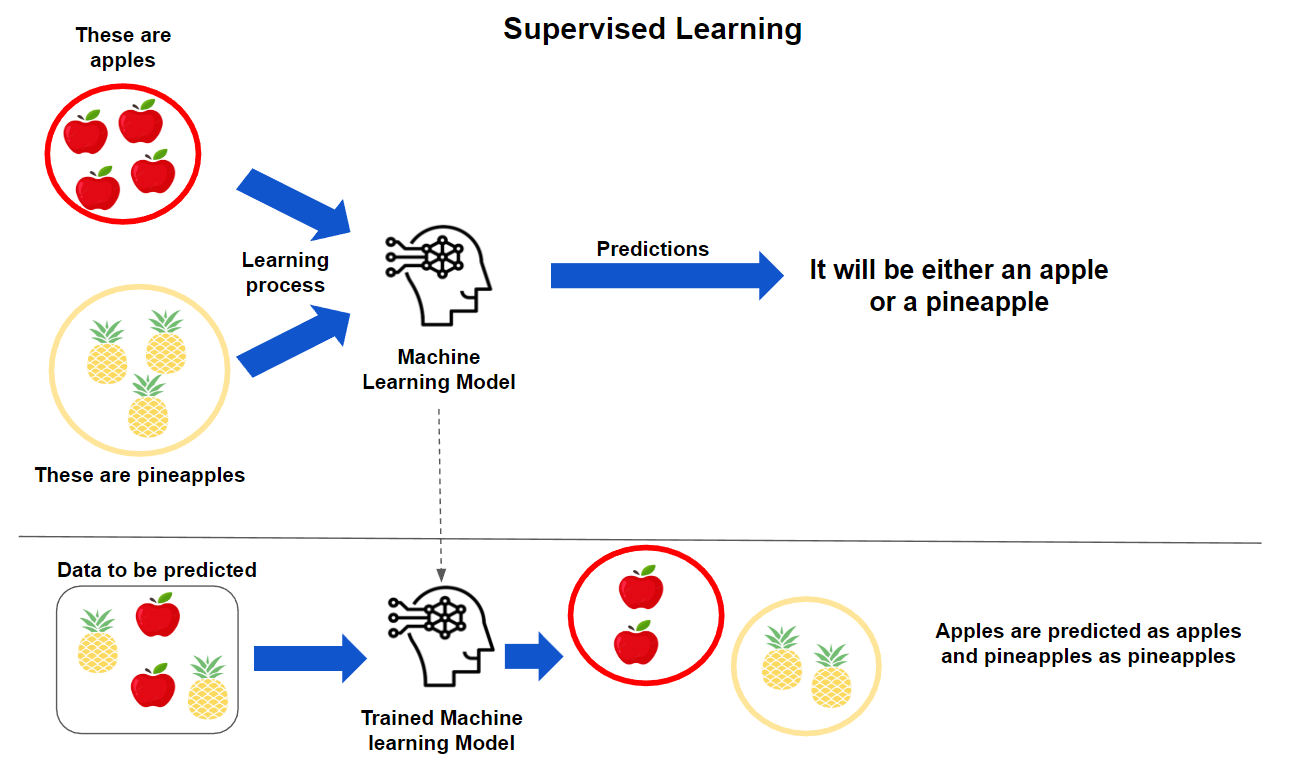 Supervised Learning
These are
apples
Learning
process
Predictions
It will be either an apple
or a pineapple
Machine
Learning Model
These are pineapples
Data to be predicted
Apples are predicted as apples
and pineapples as pineapples
Trained Machine
learning Model